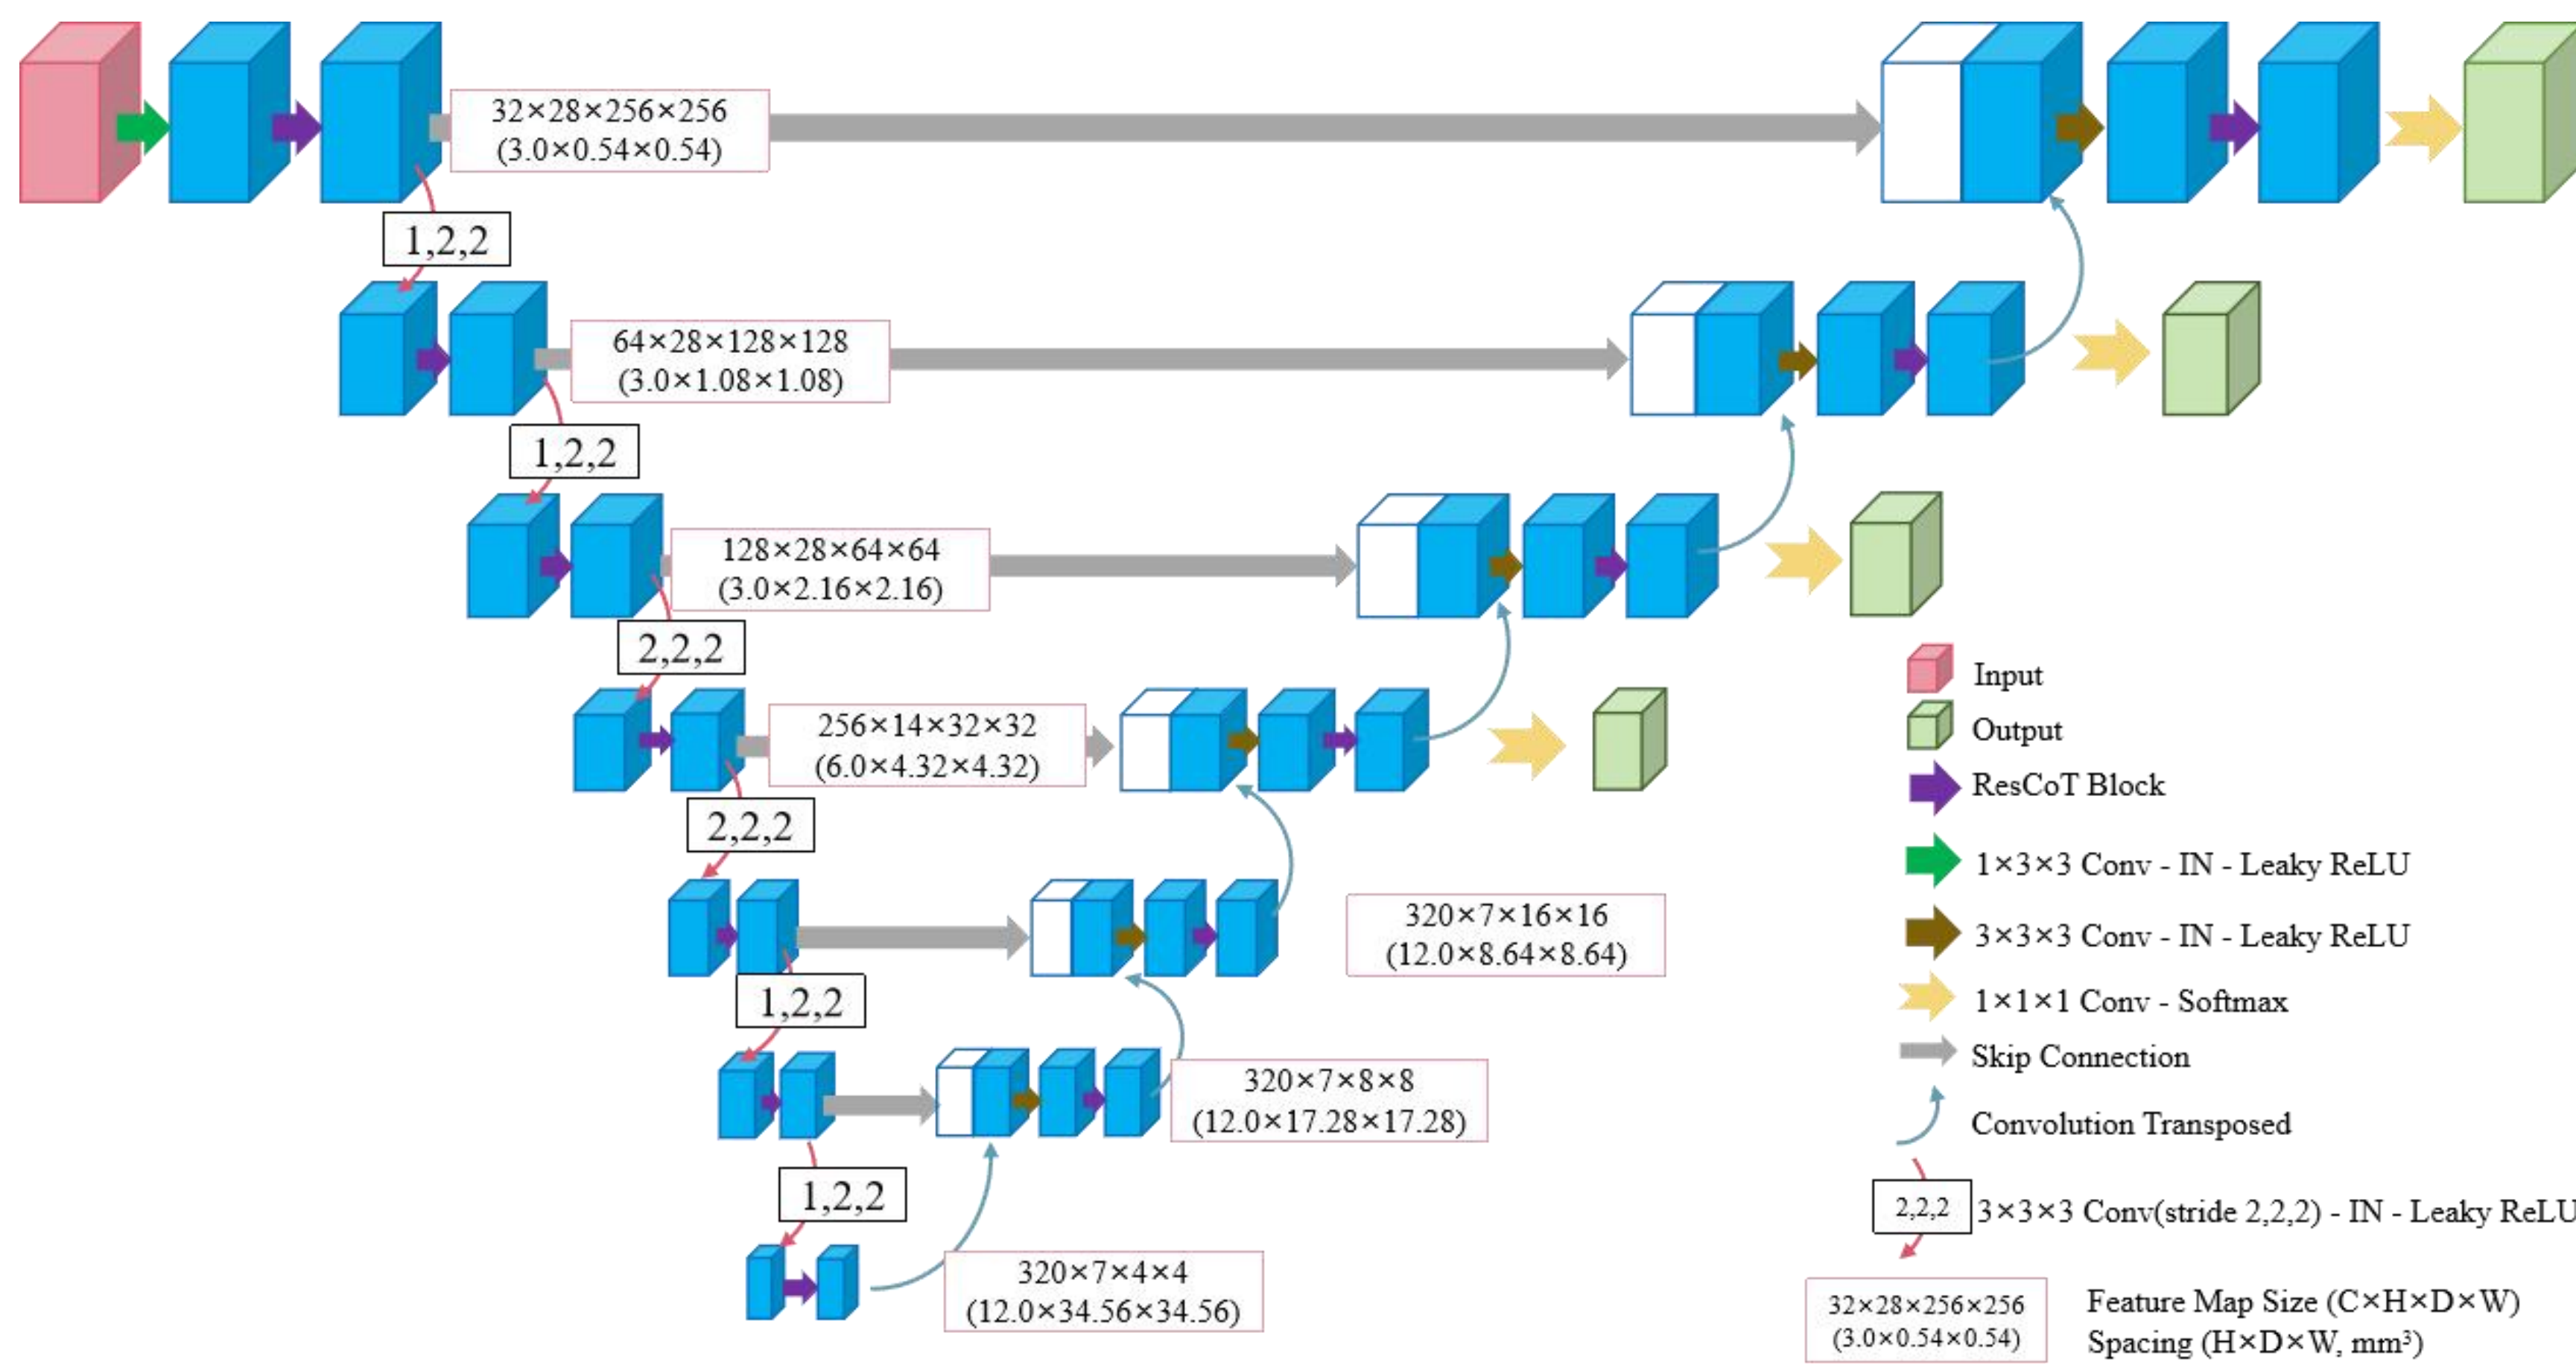 32×28×256×256
(3.0×0.54×0.54)
1,2,2
64×28×128×128
(3.0×1.08×1.08)
1,2,2
128×28×64×64
(3.0×2.16×2.16)
2,2,2
256×14×32×32
(6.0×4.32×4.32)
2,2,2
320×7×16×16
(12.0×8.64×8.64)
1,2,2
320×7×8×8
(12.0×17.28×17.28)
1,2,2
320×7×4×4
(12.0×34.56×34.56)
Input
Output
ResCoT Block
1×3×3 Conv - IN - Leaky ReLU
3×3×3 Conv - IN - Leaky ReLU
1×1×1 Conv - Softmax
Skip Connection
Convolution Transposed
2,2,2 3×3×3 Conv(stride 2,2,2) - IN - Leaky ReLU
32×28×256×256
(3.0×0.54×0.54)
Feature Map Size (C×H×D×W)
Spacing (H×D×W, mm³)